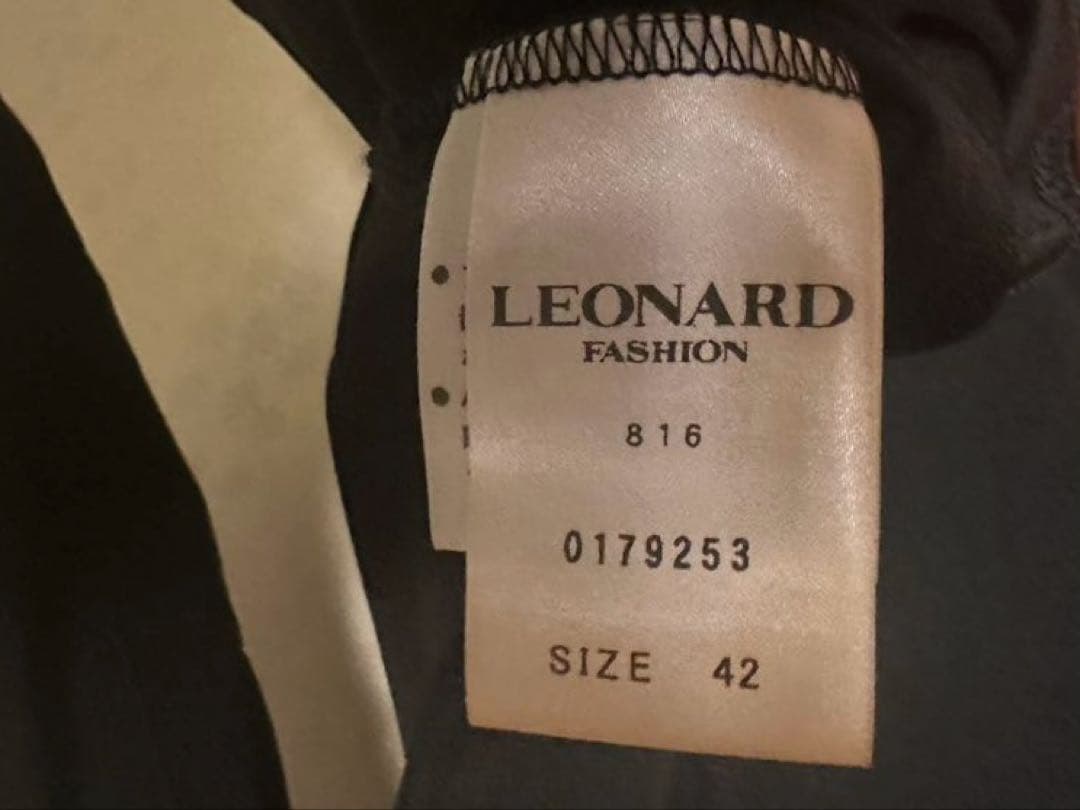 LEONARD
FASHION
816
0179253
SIZE 42